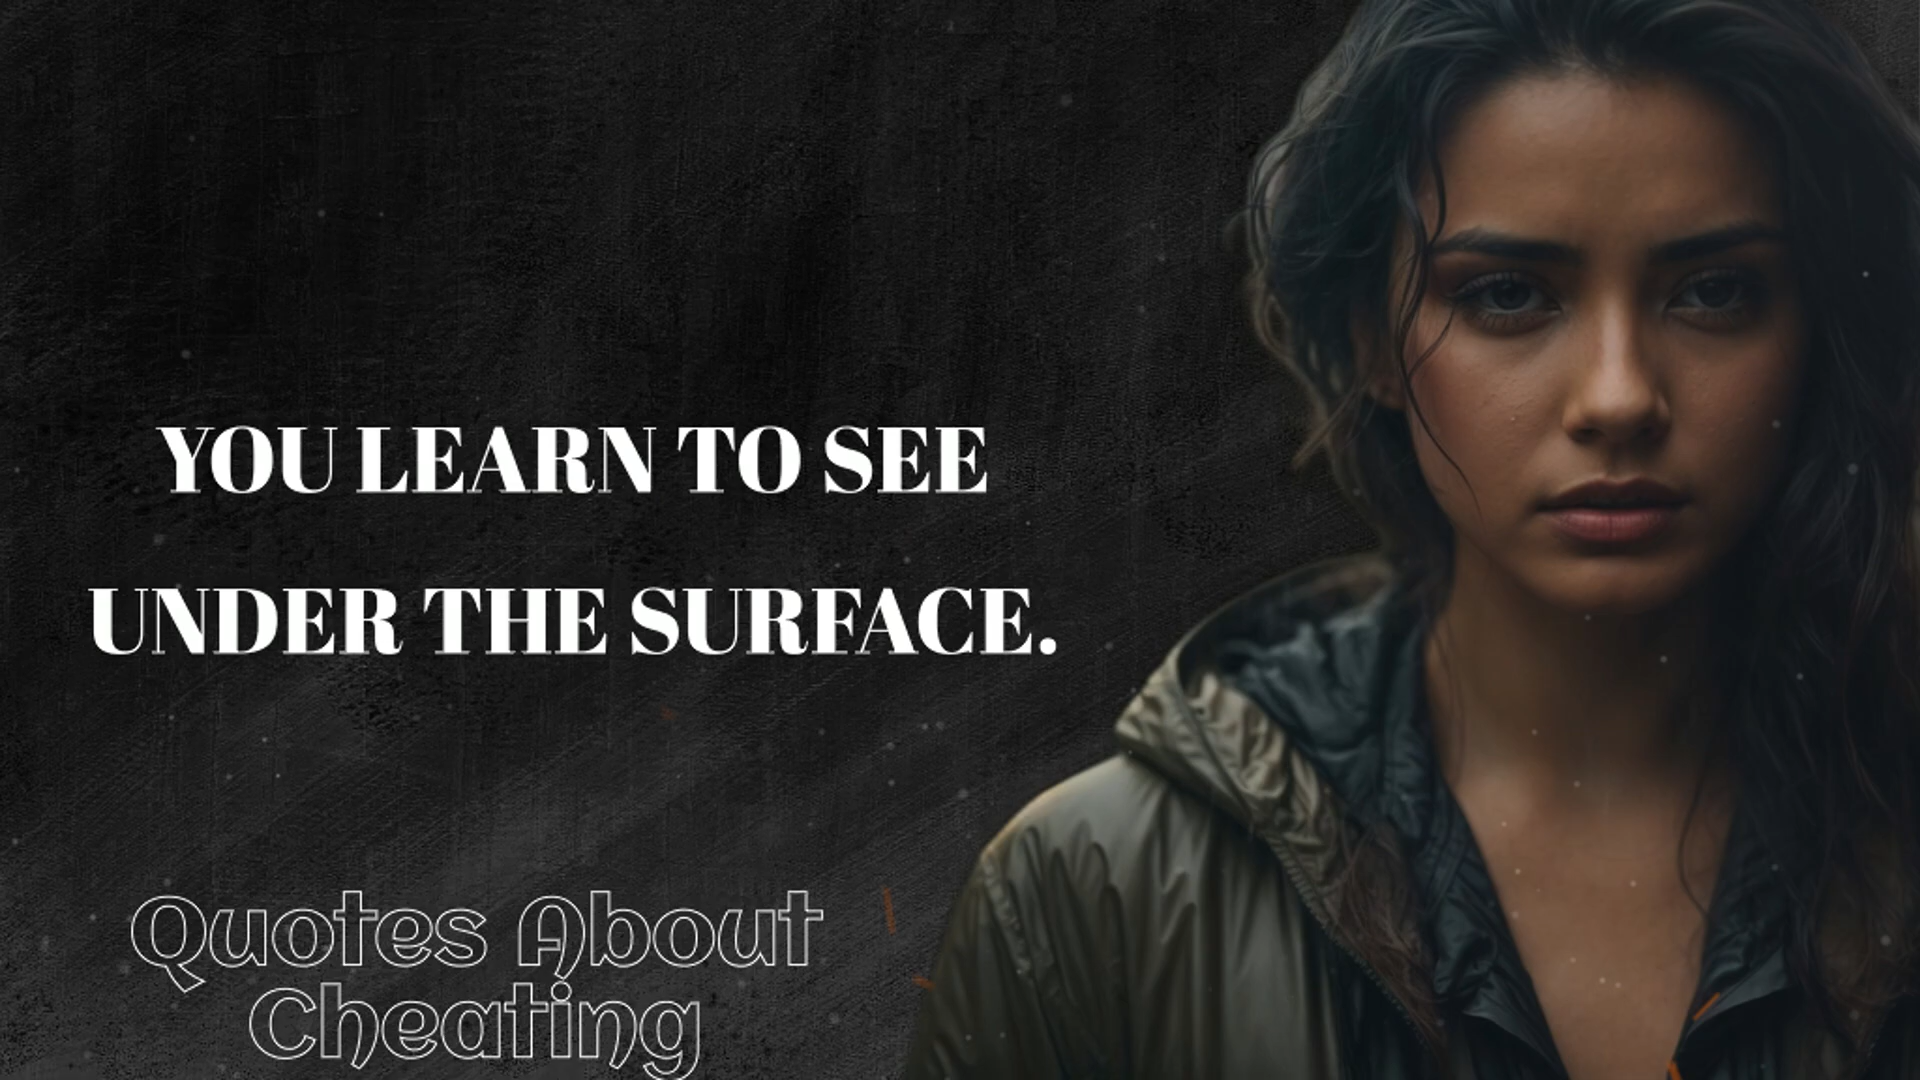 YOU LEARN TO SEE
UNDER THE SURFACE.
Quotes About
Cheating